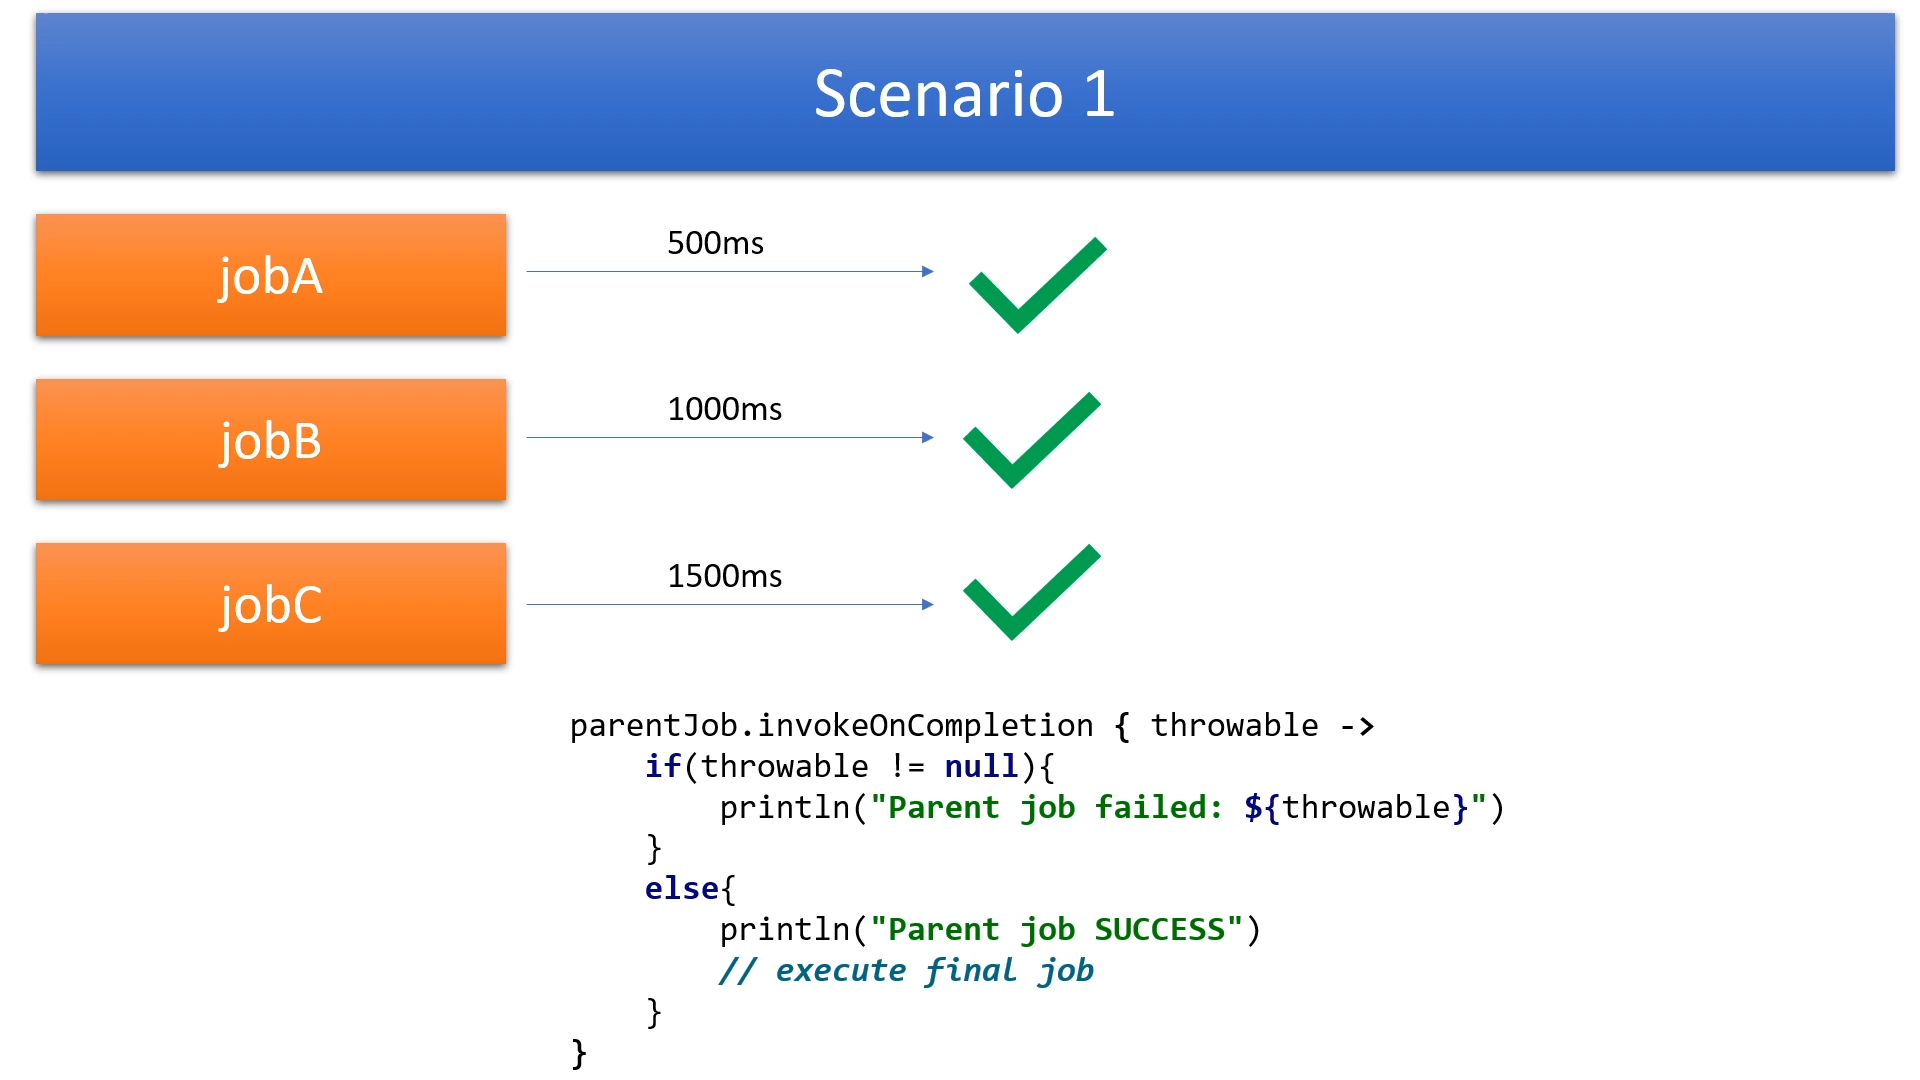 Scenario 1
jobA
500ms
jobB
1000ms
jobC
1500ms
parentJob.invokeOnCompletion { throwable ->
    if(throwable != null){
        println("Parent job failed: ${throwable}")
    }
    else{
        println("Parent job SUCCESS")
        // execute final job
    }
}